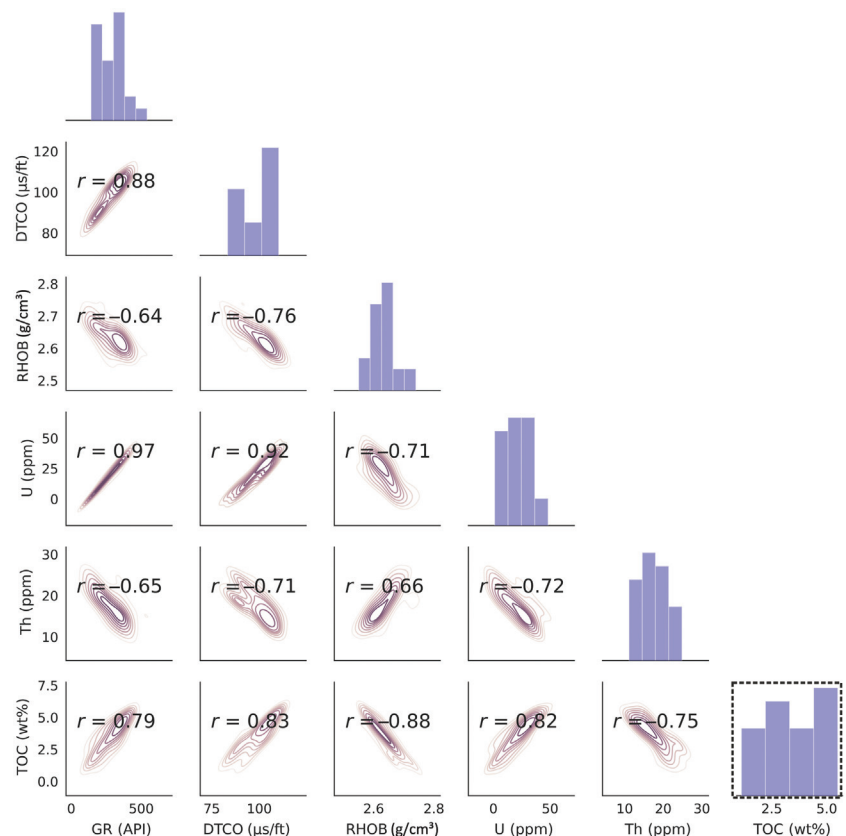 120
100
80
DTCO (µs/ft)
r = 0.88
2.8
2.7
2.6
2.5
RHOB (g/cm³)
r =−0.64
r =−0.76
50
25
0
U (ppm)
r = 0.97
r = 0.92
r =−0.71
30
20
10
Th (ppm)
r =−0.65
r =−0.71
r = 0.66
r =−0.72
7.5
5.0
2.5
0.0
TOC (wt%)
r = 0.79
r = 0.83
r =−0.88
r = 0.82
r =−0.75
0 500 75 100 2.6 2.8 0 50 10 20 30 2.5 5.0
GR (API) DTCO (µs/ft) RHOB (g/cm³) U (ppm) Th (ppm) TOC (wt%)